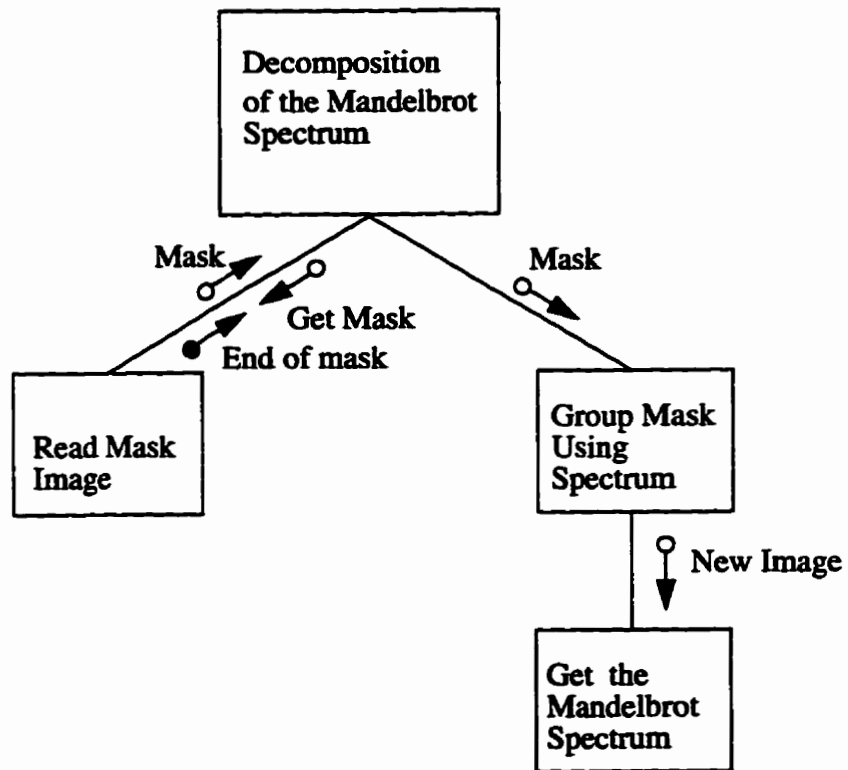 Decomposition
of the Mandelbrot
Spectrum
Mask
Mask
Get Mask
End of mask
Read Mask
Image
Group Mask
Using
Spectrum
New Image
Get the
Mandelbrot
Spectrum